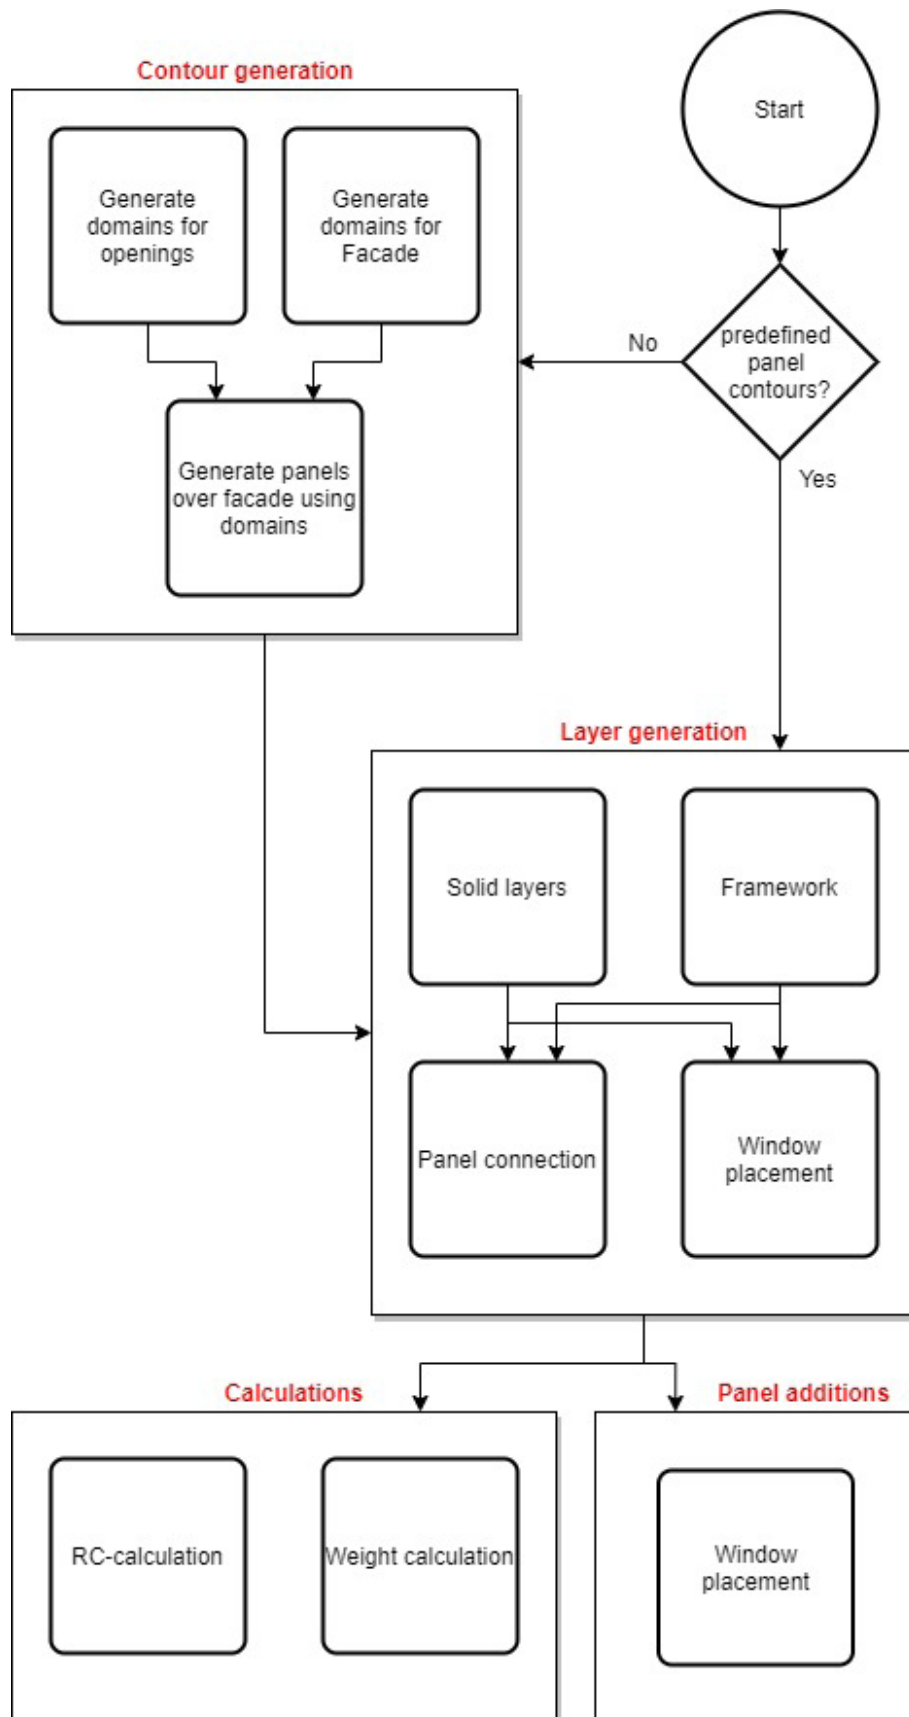 Start
Contour generation
Generate
domains for
openings
Generate
domains for
Facade
predefined
panel
contours?
No
Yes
Generate panels
over facade using
domains
Layer generation
Solid layers
Framework
Panel connection
Window
placement
Calculations
Panel additions
RC-calculation
Weight calculation
Window
placement